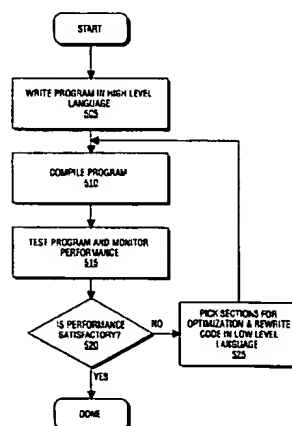 START
WRITE PROGRAM IN HIGH LEVEL
LANGUAGE
505
COMPILE PROGRAM
510
TEST PROGRAM AND MONITOR
PERFORMANCE
515
IS PERFORMANCE
SATISFACTORY?
520
NO
PICK SECTIONS FOR
OPTIMIZATION & REWRITE
CODE IN LOW LEVEL
LANGUAGE
525
YES
DONE